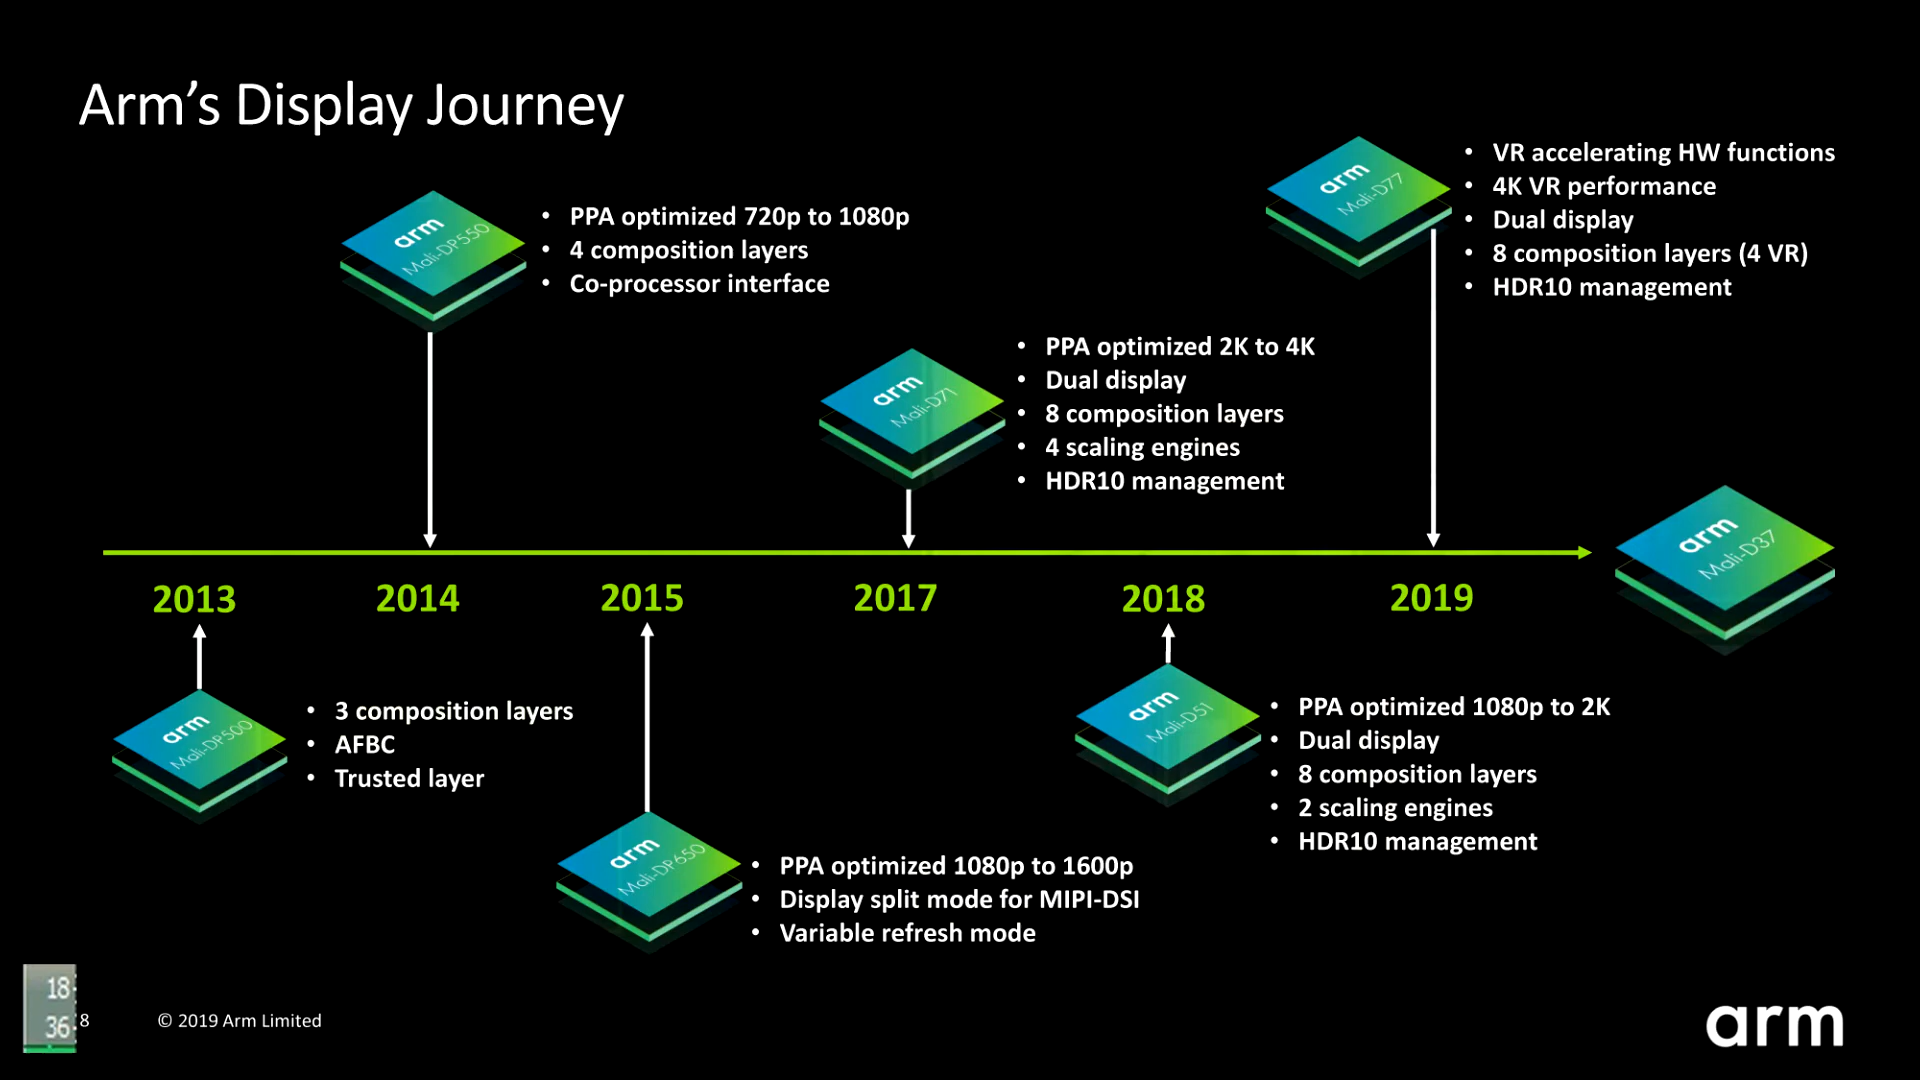 Arm's Display Journey
arm
Mali-DP550
• PPA optimized 720p to 1080p
• 4 composition layers
• Co-processor interface
arm
Mali-D77
• VR accelerating HW functions
• 4K VR performance
• Dual display
• 8 composition layers (4 VR)
• HDR10 management
arm
Mali-D71
• PPA optimized 2K to 4K
• Dual display
• 8 composition layers
• 4 scaling engines
• HDR10 management
arm
Mali-D37
2013 2014 2015 2017 2018 2019
arm
Mali-DP500
• 3 composition layers
• AFBC
• Trusted layer
arm
Mali-DP650
• PPA optimized 1080p to 1600p
• Display split mode for MIPI-DSI
• Variable refresh mode
arm
Mali-D51
• PPA optimized 1080p to 2K
• Dual display
• 8 composition layers
• 2 scaling engines
• HDR10 management
18
36
8 © 2019 Arm Limited
arm